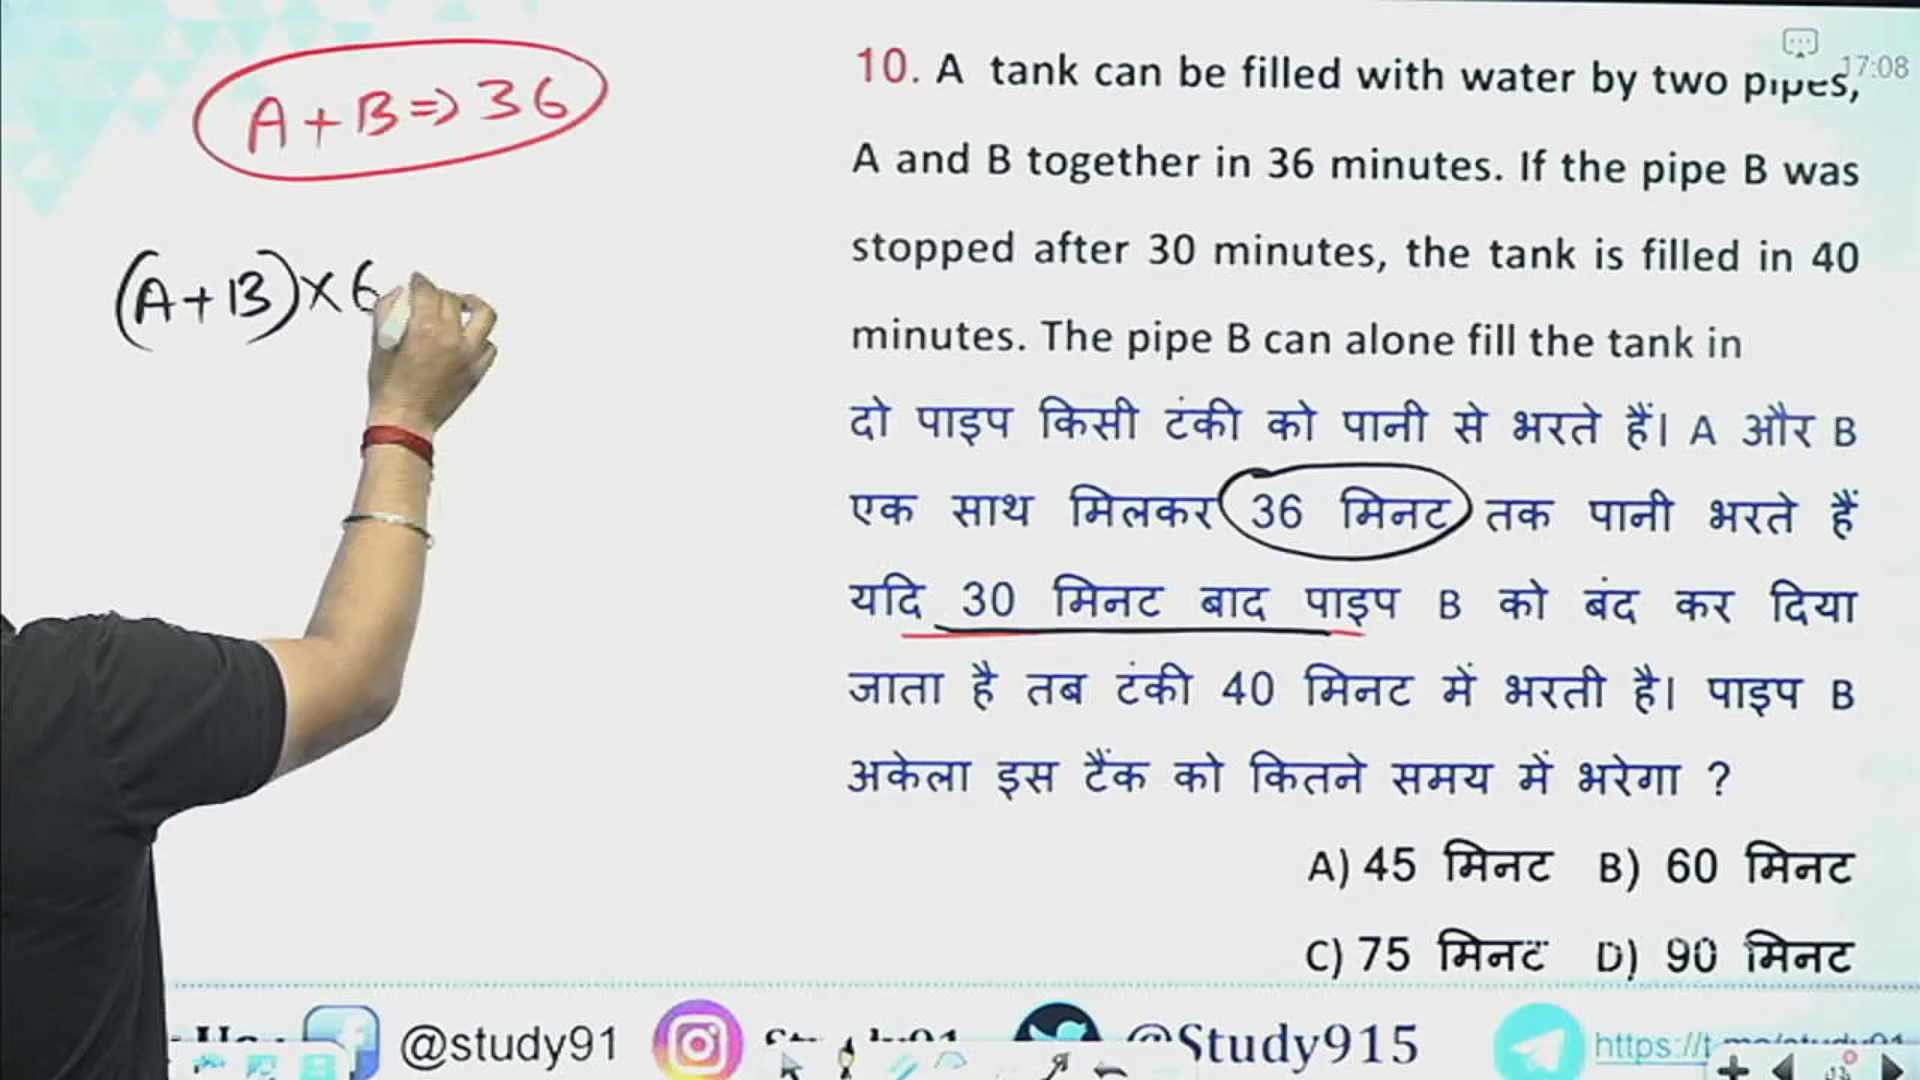 A+B=>36
(A+B)×6
17:08
10. A tank can be filled with water by two pipes,
A and B together in 36 minutes. If the pipe B was
stopped after 30 minutes, the tank is filled in 40
minutes. The pipe B can alone fill the tank in
दो पाइप किसी टंकी को पानी से भरते हैं। A और B
एक साथ मिलकर 36 मिनट तक पानी भरते हैं
यदि 30 मिनट बाद पाइप B को बंद कर दिया
जाता है तब टंकी 40 मिनट में भरती है। पाइप B
अकेला इस टैंक को कितने समय में भरेगा ?
A) 45 मिनट B) 60 मिनट
C) 75 मिनट D) 90 मिनट
@study91
@Study915